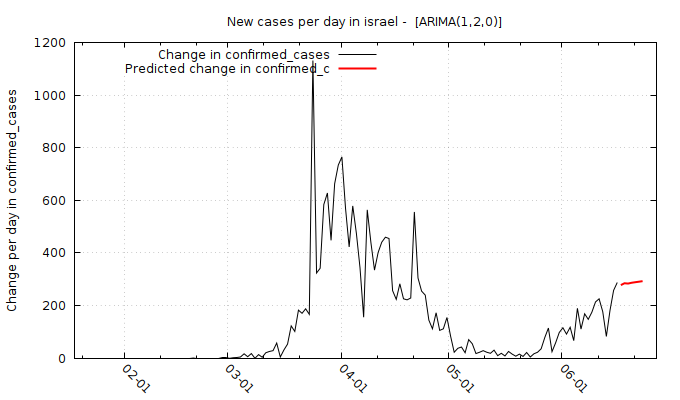 New cases per day in israel -  [ARIMA(1,2,0)]
Change in confirmed_cases
Predicted change in confirmed_c
Change per day in confirmed_cases
1200
1000
800
600
400
200
0
02-01 03-01 04-01 05-01 06-01